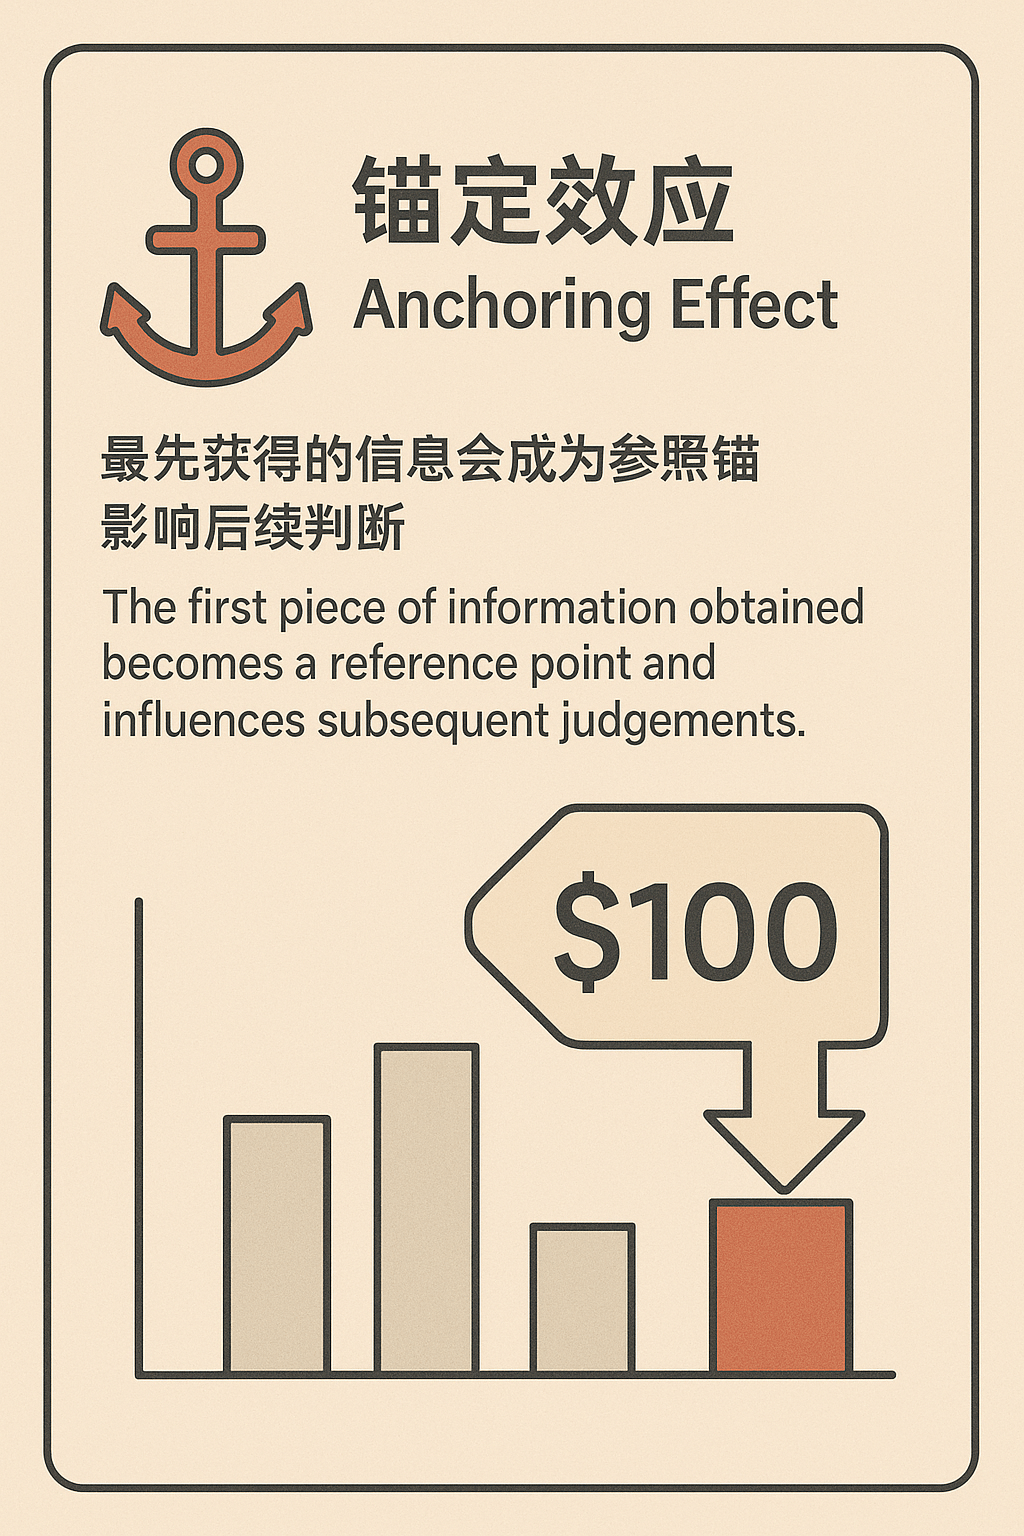 锚定效应
Anchoring Effect
最先获得的信息会成为参照锚
影响后续判断
The first piece of information obtained
becomes a reference point and
influences subsequent judgements.
$100